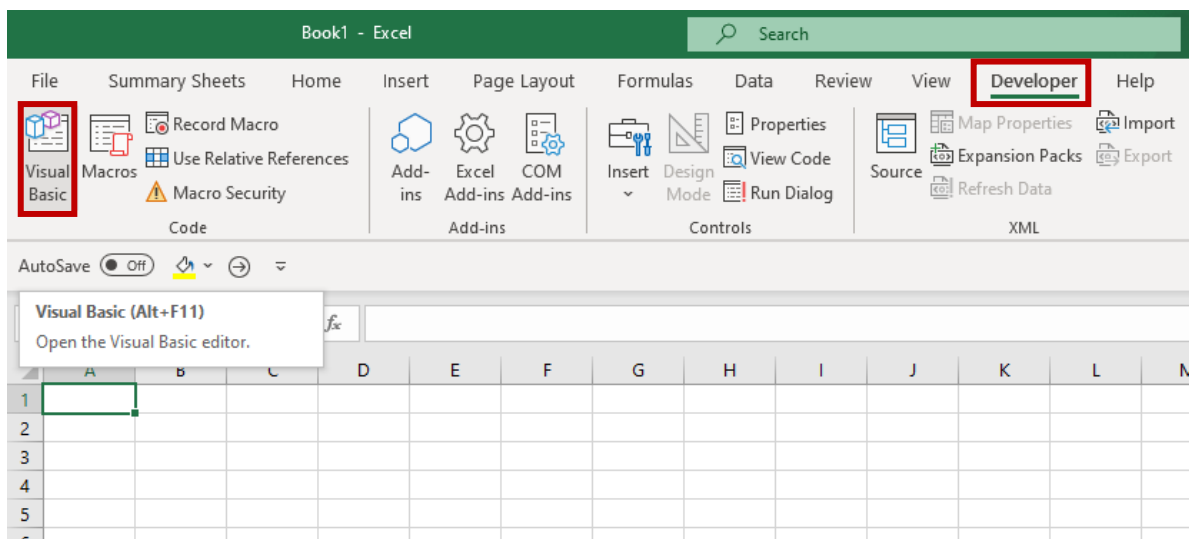 Book1 - Excel
Search
File Summary Sheets Home Insert Page Layout Formulas Data Review View Developer Help
Visual Basic
Macros
Record Macro
Use Relative References
Macro Security
Code
Add-ins
Excel Add-ins
COM Add-ins
Add-ins
Insert
Design Mode
Properties
View Code
Run Dialog
Controls
Source
Map Properties
Expansion Packs
Refresh Data
Import
Export
XML
AutoSave Off
Visual Basic (Alt+F11)
Open the Visual Basic editor.
fx
A B C D E F G H I J K L
1
2
3
4
5